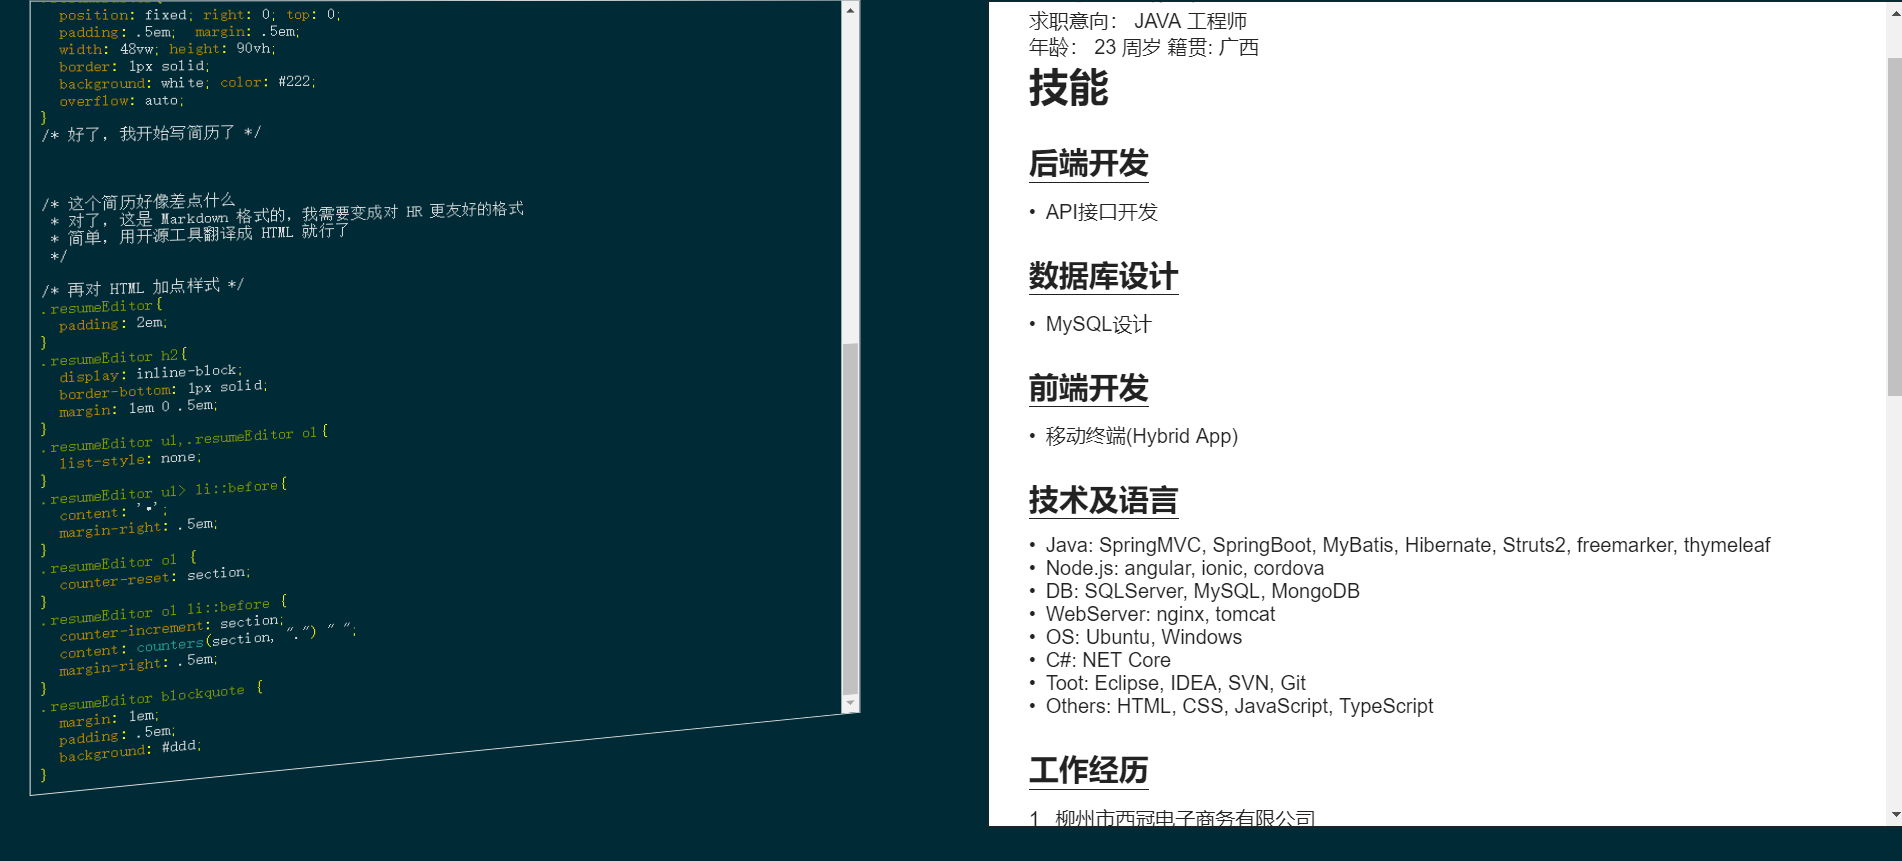 position: fixed; right: 0; top: 0;
padding: .5em;  margin: .5em;
width: 48vw; height: 90vh;
border: 1px solid;
background: white; color: #222;
overflow: auto;
}
/* 好了，我开始写简历了 */
/* 这个简历好像差点什么
* 对了，这是 Markdown 格式的，我需要变成对 HR 更友好的格式
* 简单，用开源工具翻译成 HTML 就行了
*/
/* 再对 HTML 加点样式 */
.resumeEditor{
padding: 2em;
}
.resumeEditor h2{
display: inline-block;
border-bottom: 1px solid;
margin: 1em 0 .5em;
}
.resumeEditor ul,.resumeEditor ol{
list-style: none;
}
.resumeEditor ul> li::before{
content: '•';
margin-right: .5em;
}
.resumeEditor ol {
counter-reset: section;
}
.resumeEditor ol li::before {
counter-increment: section;
content: counters(section, ".") " ";
margin-right: .5em;
}
.resumeEditor blockquote {
margin: 1em;
padding: .5em;
background: #ddd;
}
求职意向： JAVA 工程师
年龄： 23 周岁 籍贯: 广西
技能
后端开发
• API接口开发
数据库设计
• MySQL设计
前端开发
• 移动终端(Hybrid App)
技术及语言
• Java: SpringMVC, SpringBoot, MyBatis, Hibernate, Struts2, freemarker, thymeleaf
• Node.js: angular, ionic, cordova
• DB: SQLServer, MySQL, MongoDB
• WebServer: nginx, tomcat
• OS: Ubuntu, Windows
• C#: NET Core
• Toot: Eclipse, IDEA, SVN, Git
• Others: HTML, CSS, JavaScript, TypeScript
工作经历
1 柳州市西冠电子商务有限公司